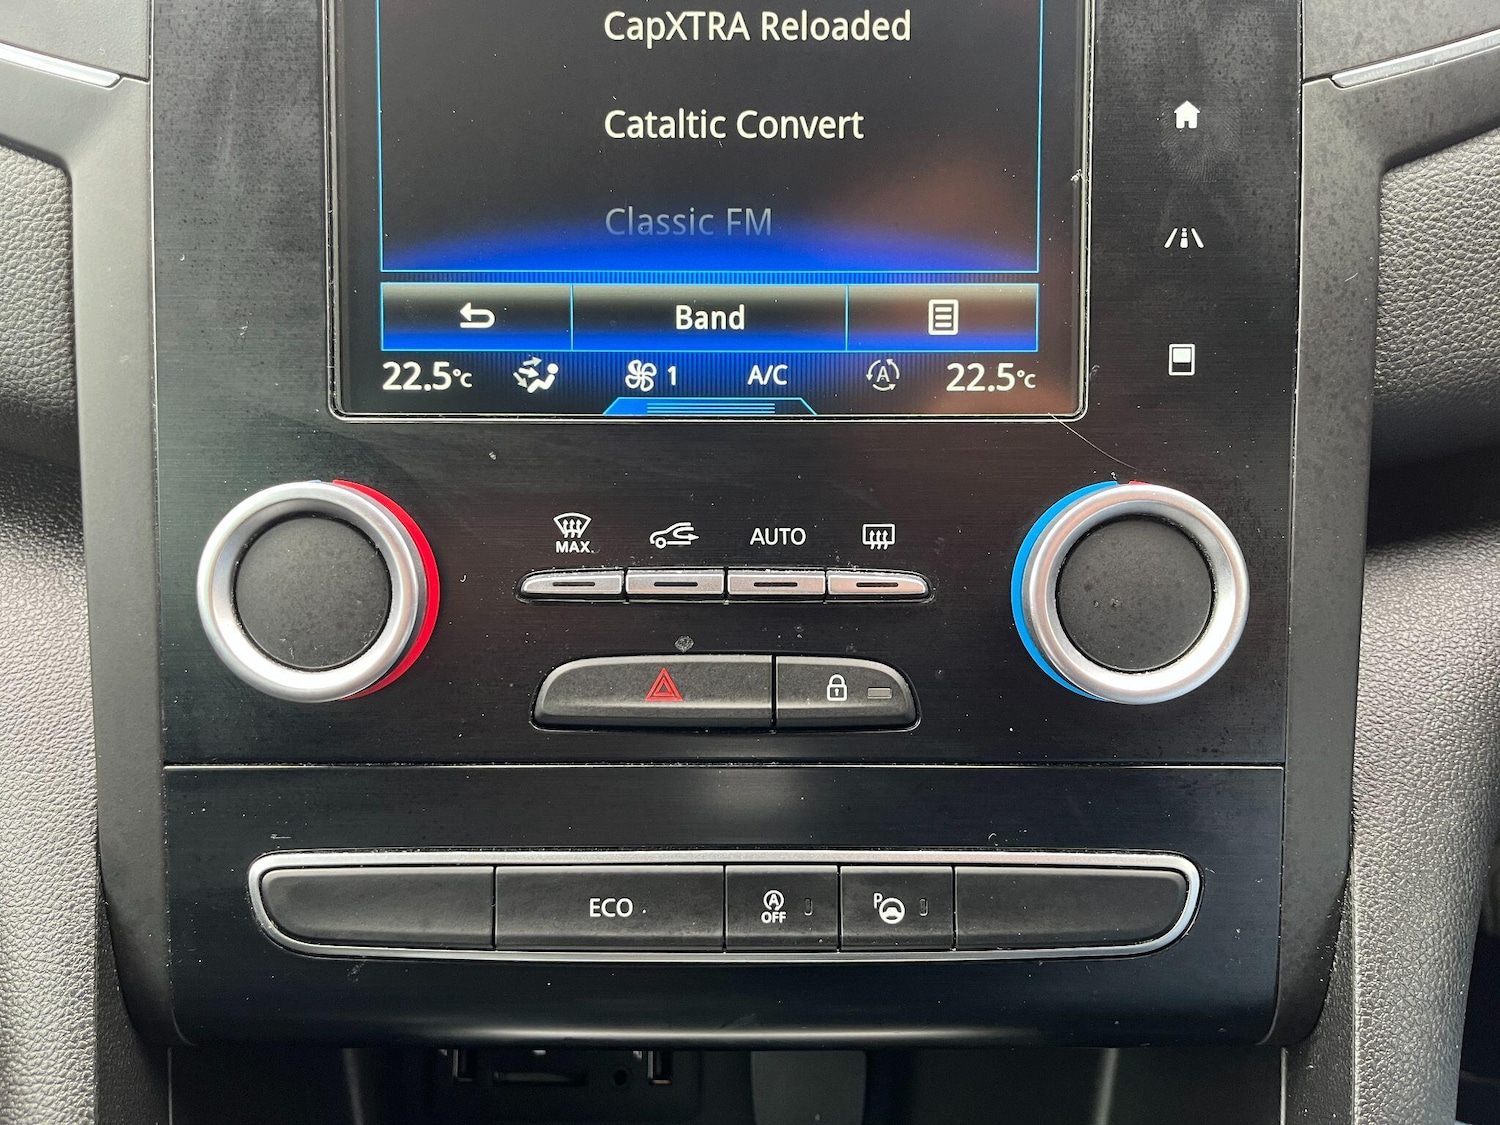 CapXTRA Reloaded
Cataltic Convert
Classic FM
Band
22.5°C
1
A/C
A
22.5°C
MAX.
AUTO
ECO
A
OFF
P